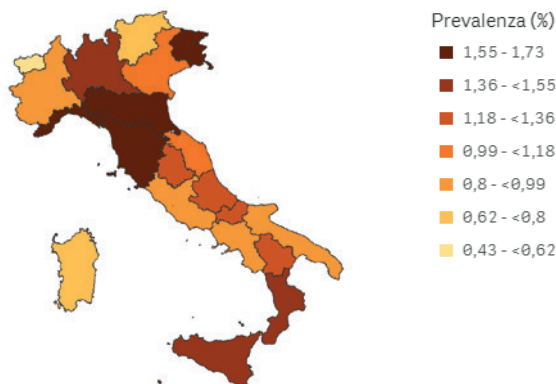 Prevalenza (%)
1,55 - 1,73
1,36 - <1,55
1,18 - <1,36
0,99 - <1,18
0,8 - <0,99
0,62 - <0,8
0,43 - <0,62